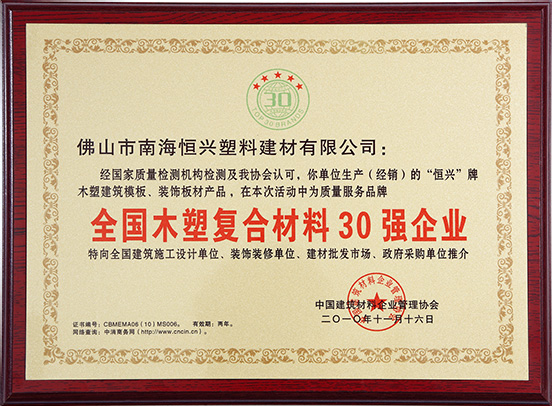 30
TOP 30 BRANDS
佛山市南海恒兴塑料建材有限公司：
经国家质量检测机构检测及我协会认可，你单位生产（经销）的“恒兴”牌
木塑建筑模板、装饰板材产品，在本次活动中为质量服务品牌
全国木塑复合材料30强企业
特向全国建筑施工设计单位、装饰装修单位、建材批发市场、政府采购单位推介
中国建筑材料企业管理协会
二〇一〇年十一月十六日
证书编号：CBMEMA06（10）MS006。 有效期：两年。
网络查询：中消商务网（http://www.cncin.cn）。